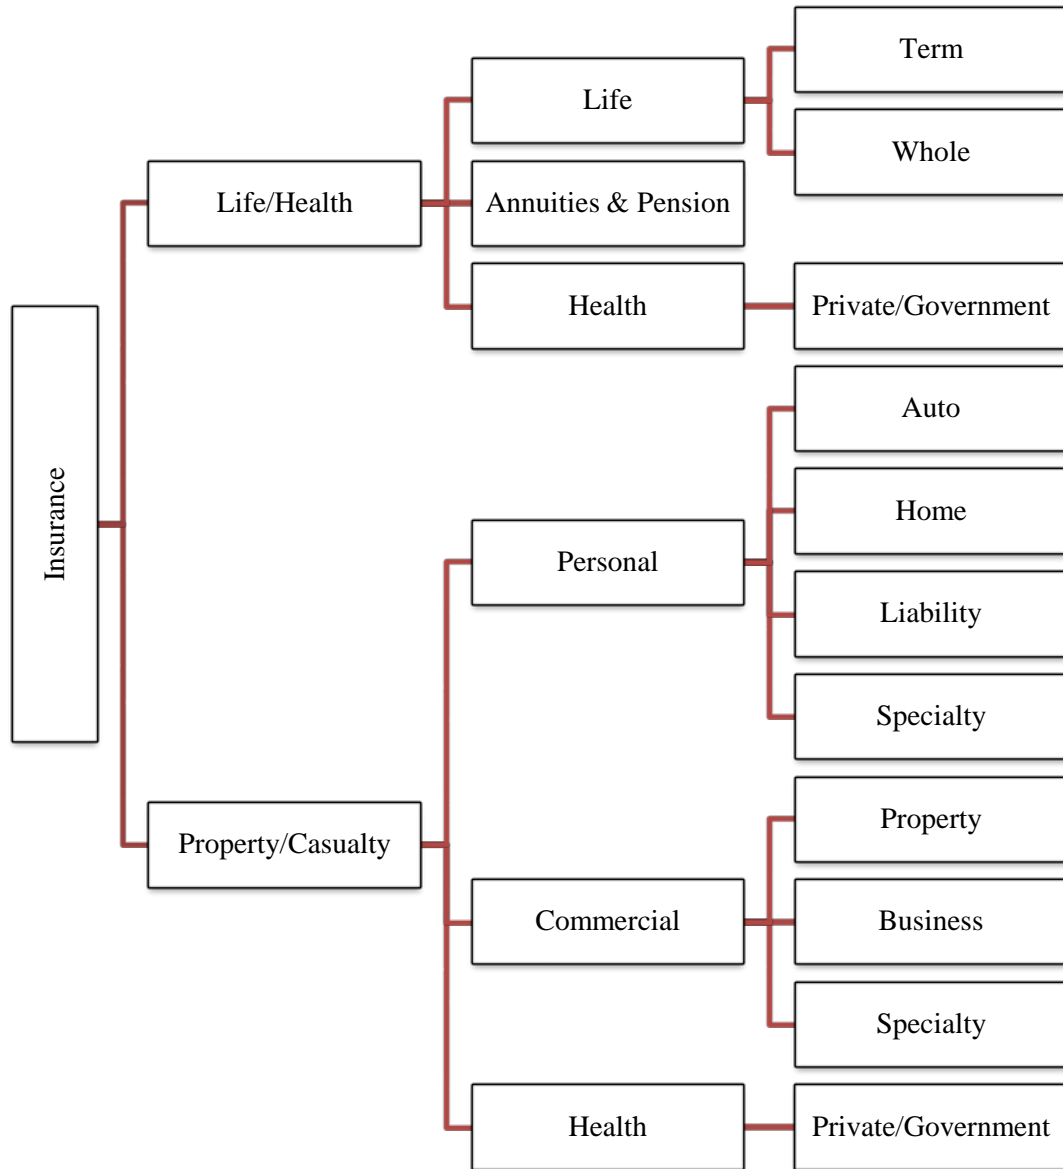 Insurance
Life/Health
Life
Term
Whole
Annuities & Pension
Health
Private/Government
Property/Casualty
Personal
Auto
Home
Liability
Specialty
Commercial
Property
Business
Specialty
Health
Private/Government